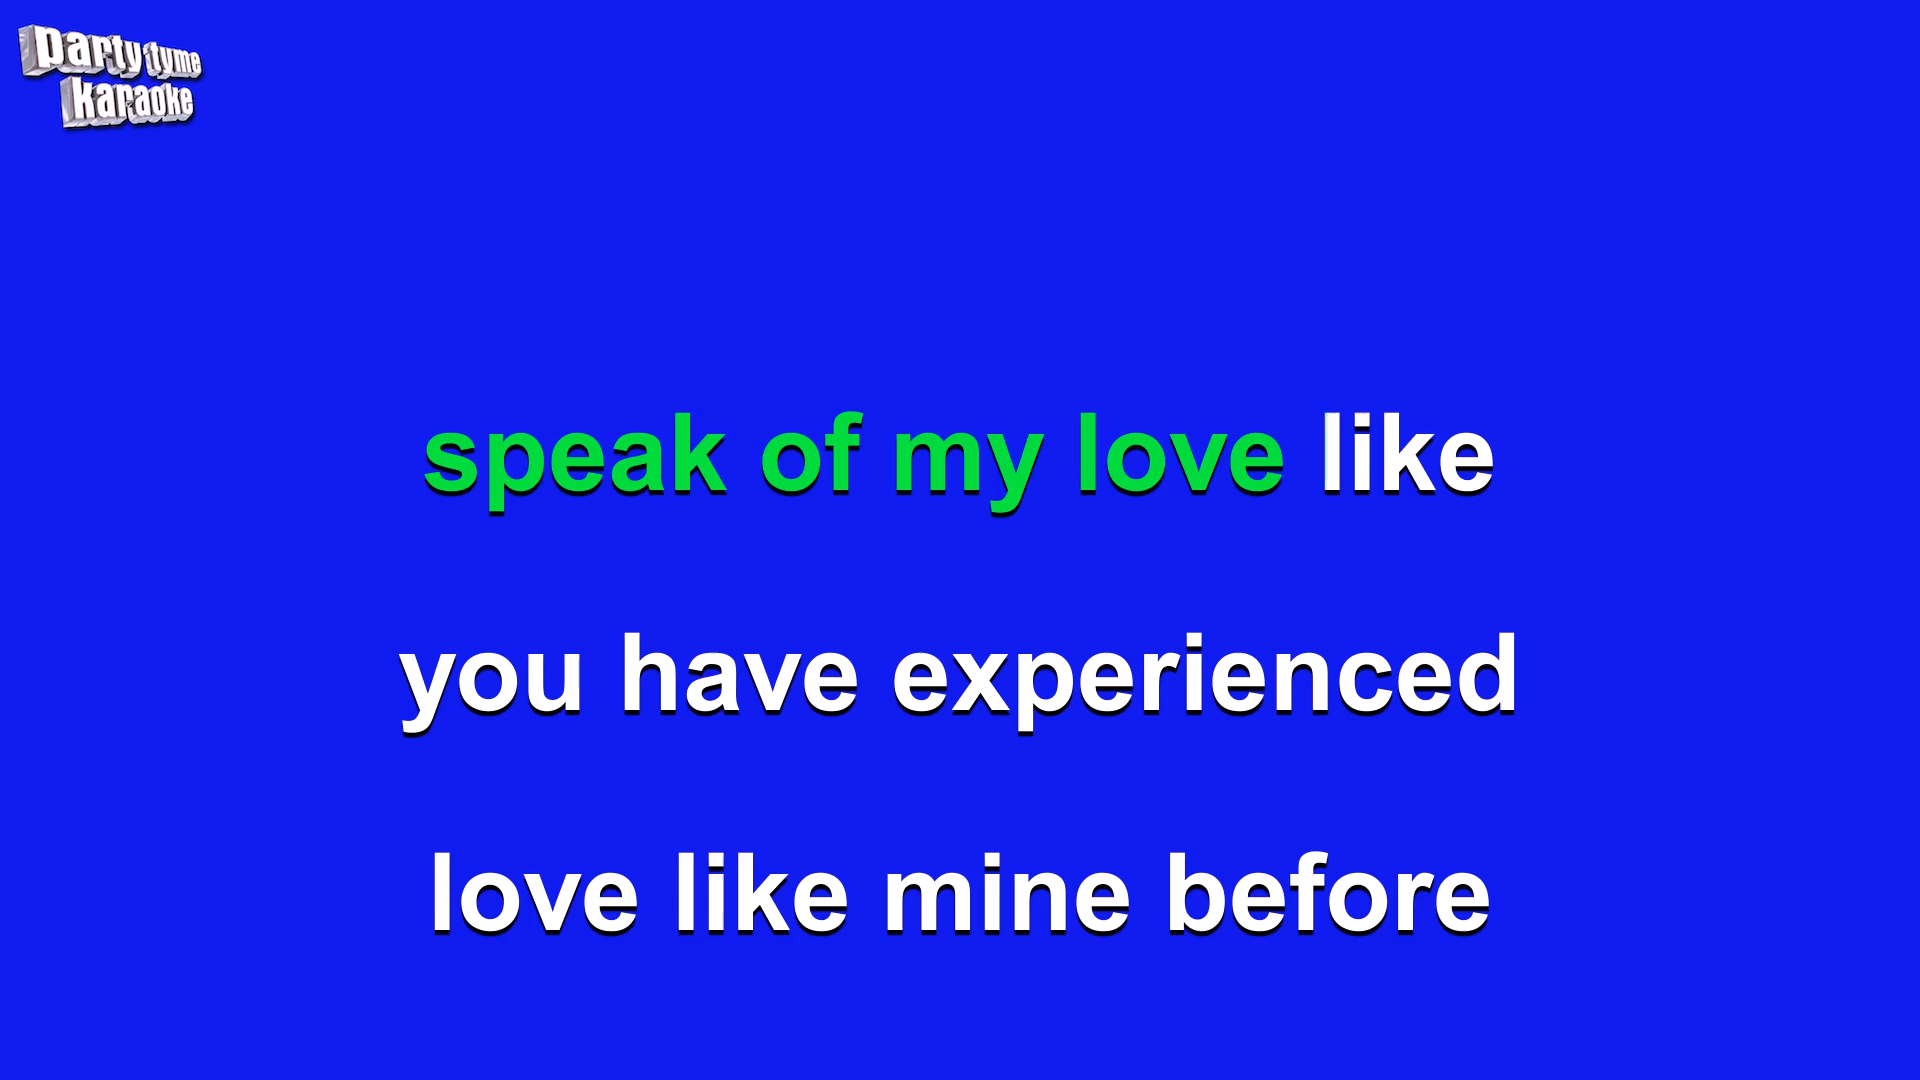 party tyme
karaoke
speak of my love like
you have experienced
love like mine before